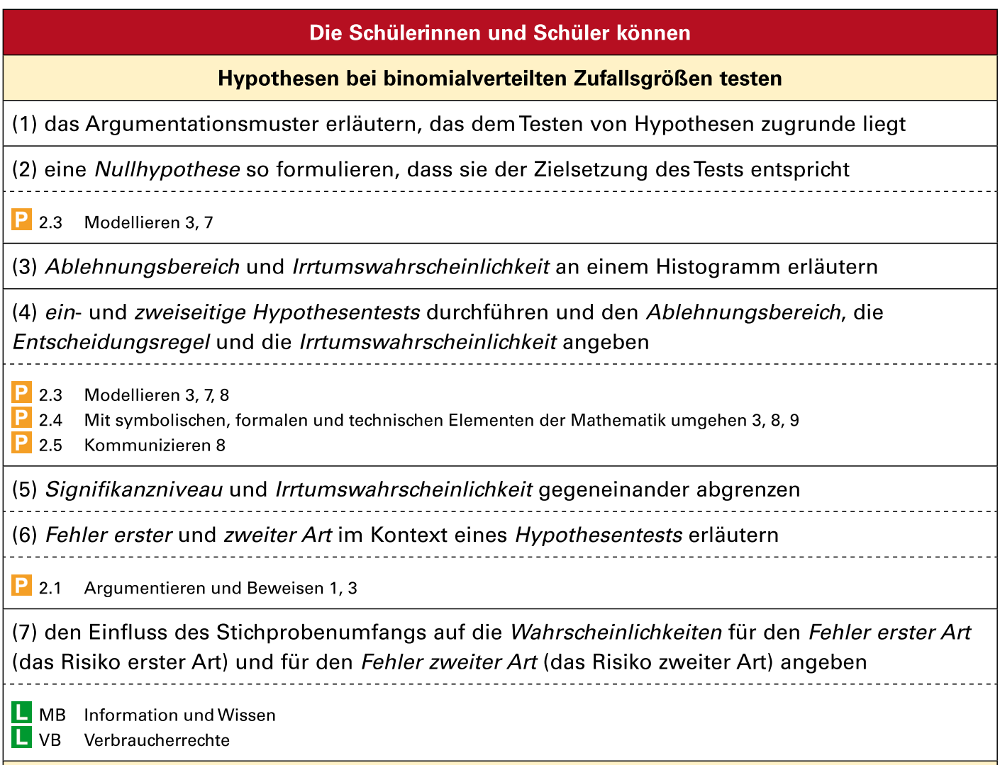 Die Schülerinnen und Schüler können
Hypothesen bei binomialverteilten Zufallsgrößen testen
(1) das Argumentationsmuster erläutern, das dem Testen von Hypothesen zugrunde liegt
(2) eine Nullhypothese so formulieren, dass sie der Zielsetzung des Tests entspricht
P 2.3 Modellieren 3, 7
(3) Ablehnungsbereich und Irrtumswahrscheinlichkeit an einem Histogramm erläutern
(4) ein- und zweiseitige Hypothesentests durchführen und den Ablehnungsbereich, die
Entscheidungsregel und die Irrtumswahrscheinlichkeit angeben
P 2.3 Modellieren 3, 7, 8
P 2.4 Mit symbolischen, formalen und technischen Elementen der Mathematik umgehen 3, 8, 9
P 2.5 Kommunizieren 8
(5) Signifikanzniveau und Irrtumswahrscheinlichkeit gegeneinander abgrenzen
(6) Fehler erster und zweiter Art im Kontext eines Hypothesentests erläutern
P 2.1 Argumentieren und Beweisen 1, 3
(7) den Einfluss des Stichprobenumfangs auf die Wahrscheinlichkeiten für den Fehler erster Art
(das Risiko erster Art) und für den Fehler zweiter Art (das Risiko zweiter Art) angeben
L MB Information und Wissen
L VB Verbraucherrechte